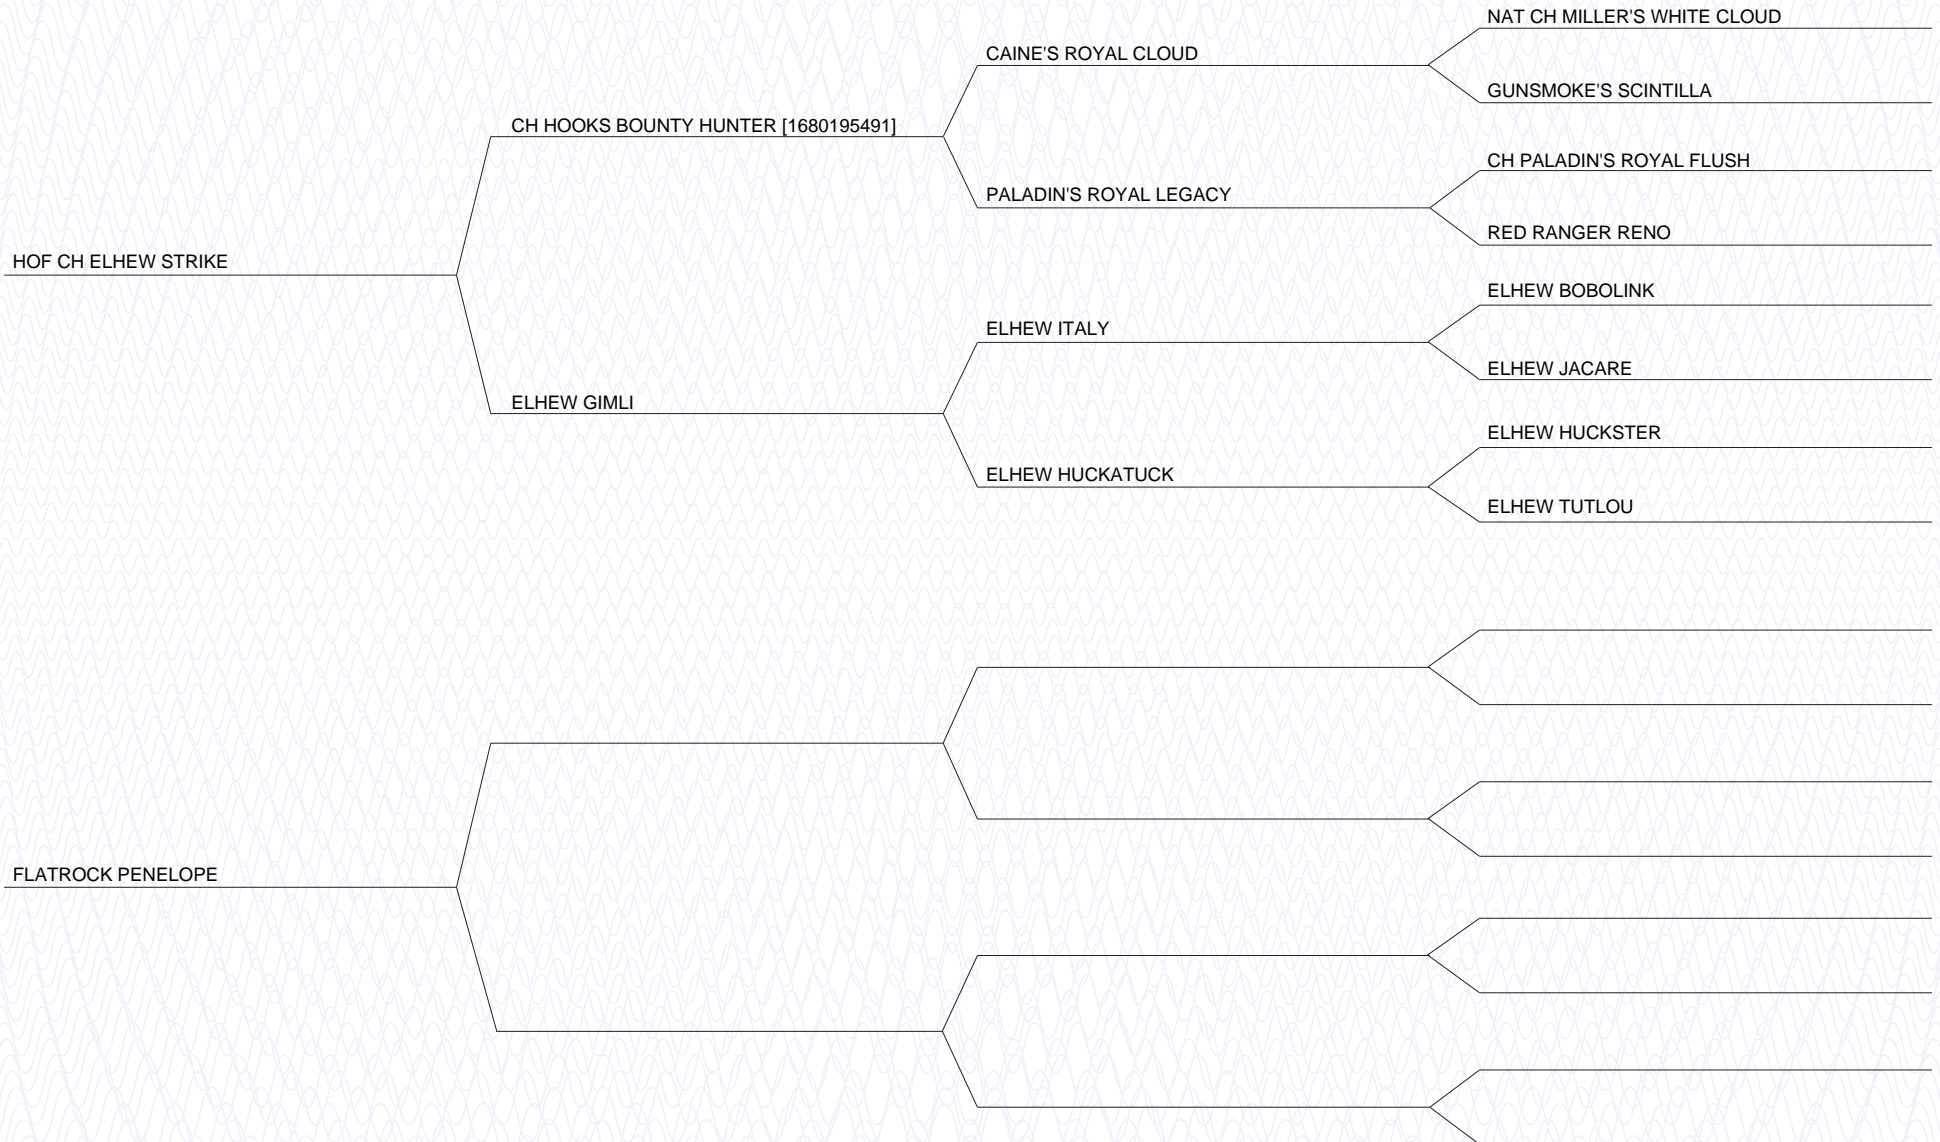 NAT CH MILLER'S WHITE CLOUD
CAINE'S ROYAL CLOUD
GUNSMOKE'S SCINTILLA
CH HOOKS BOUNTY HUNTER [1680195491]
CH PALADIN'S ROYAL FLUSH
PALADIN'S ROYAL LEGACY
RED RANGER RENO
HOF CH ELHEW STRIKE
ELHEW BOBOLINK
ELHEW ITALY
ELHEW JACARE
ELHEW GIMLI
ELHEW HUCKSTER
ELHEW HUCKATUCK
ELHEW TUTLOU
FLATROCK PENELOPE